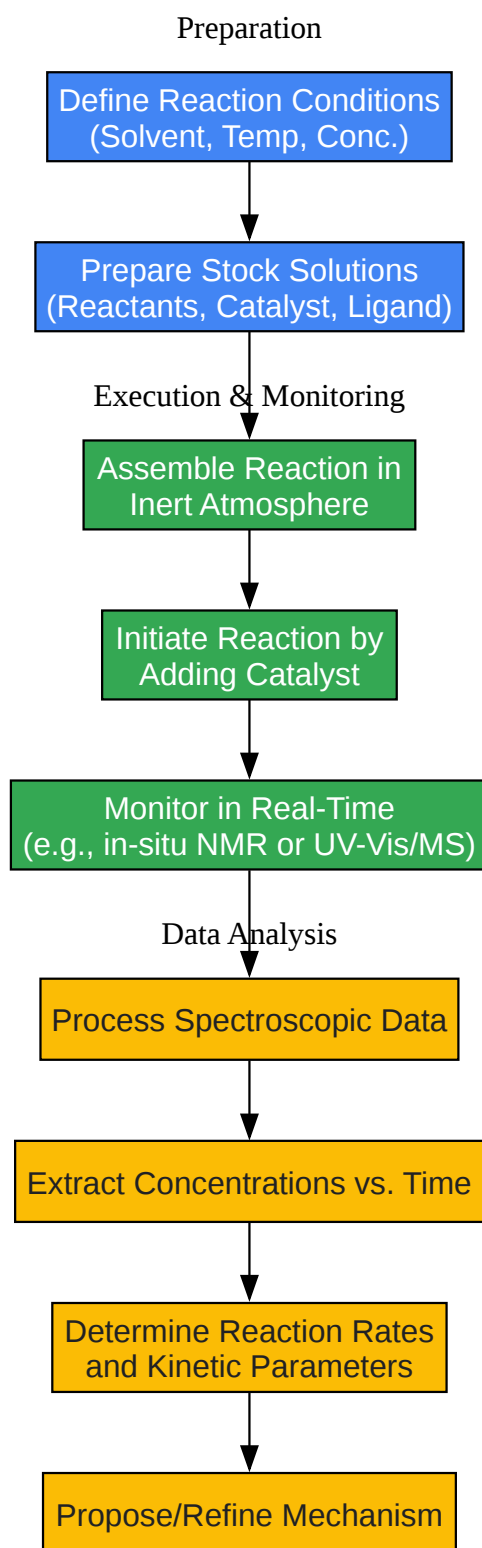 Preparation
Define Reaction Conditions
(Solvent, Temp, Conc.)
Prepare Stock Solutions
(Reactants, Catalyst, Ligand)
Execution & Monitoring
Assemble Reaction in
Inert Atmosphere
Initiate Reaction by
Adding Catalyst
Monitor in Real-Time
(e.g., in-situ NMR or UV-Vis/MS)
Data Analysis
Process Spectroscopic Data
Extract Concentrations vs. Time
Determine Reaction Rates
and Kinetic Parameters
Propose/Refine Mechanism